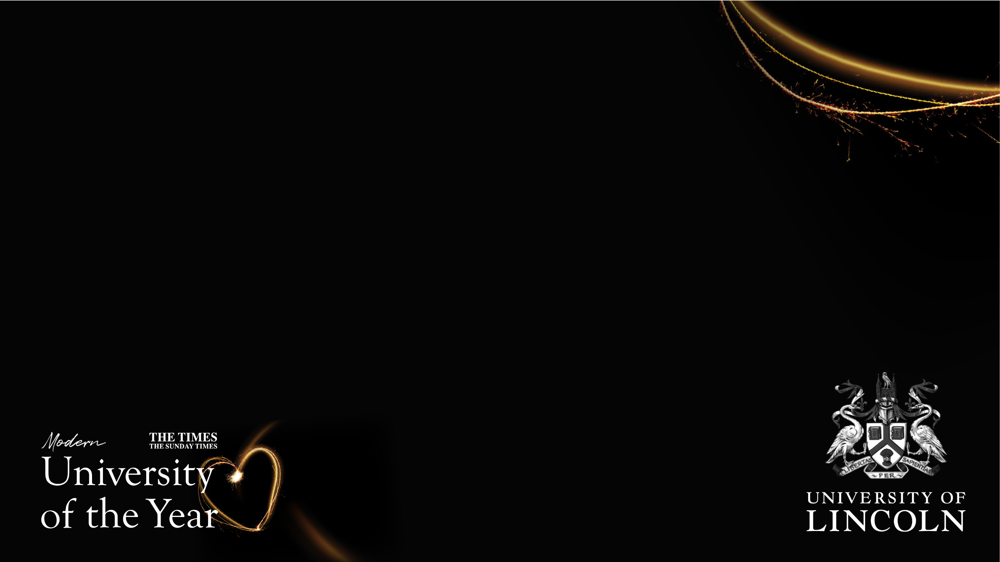 Modern
THE TIMES
THE SUNDAY TIMES
University
of the Year
LIBERTAS
PER
SAPIENTIAM
UNIVERSITY OF
LINCOLN